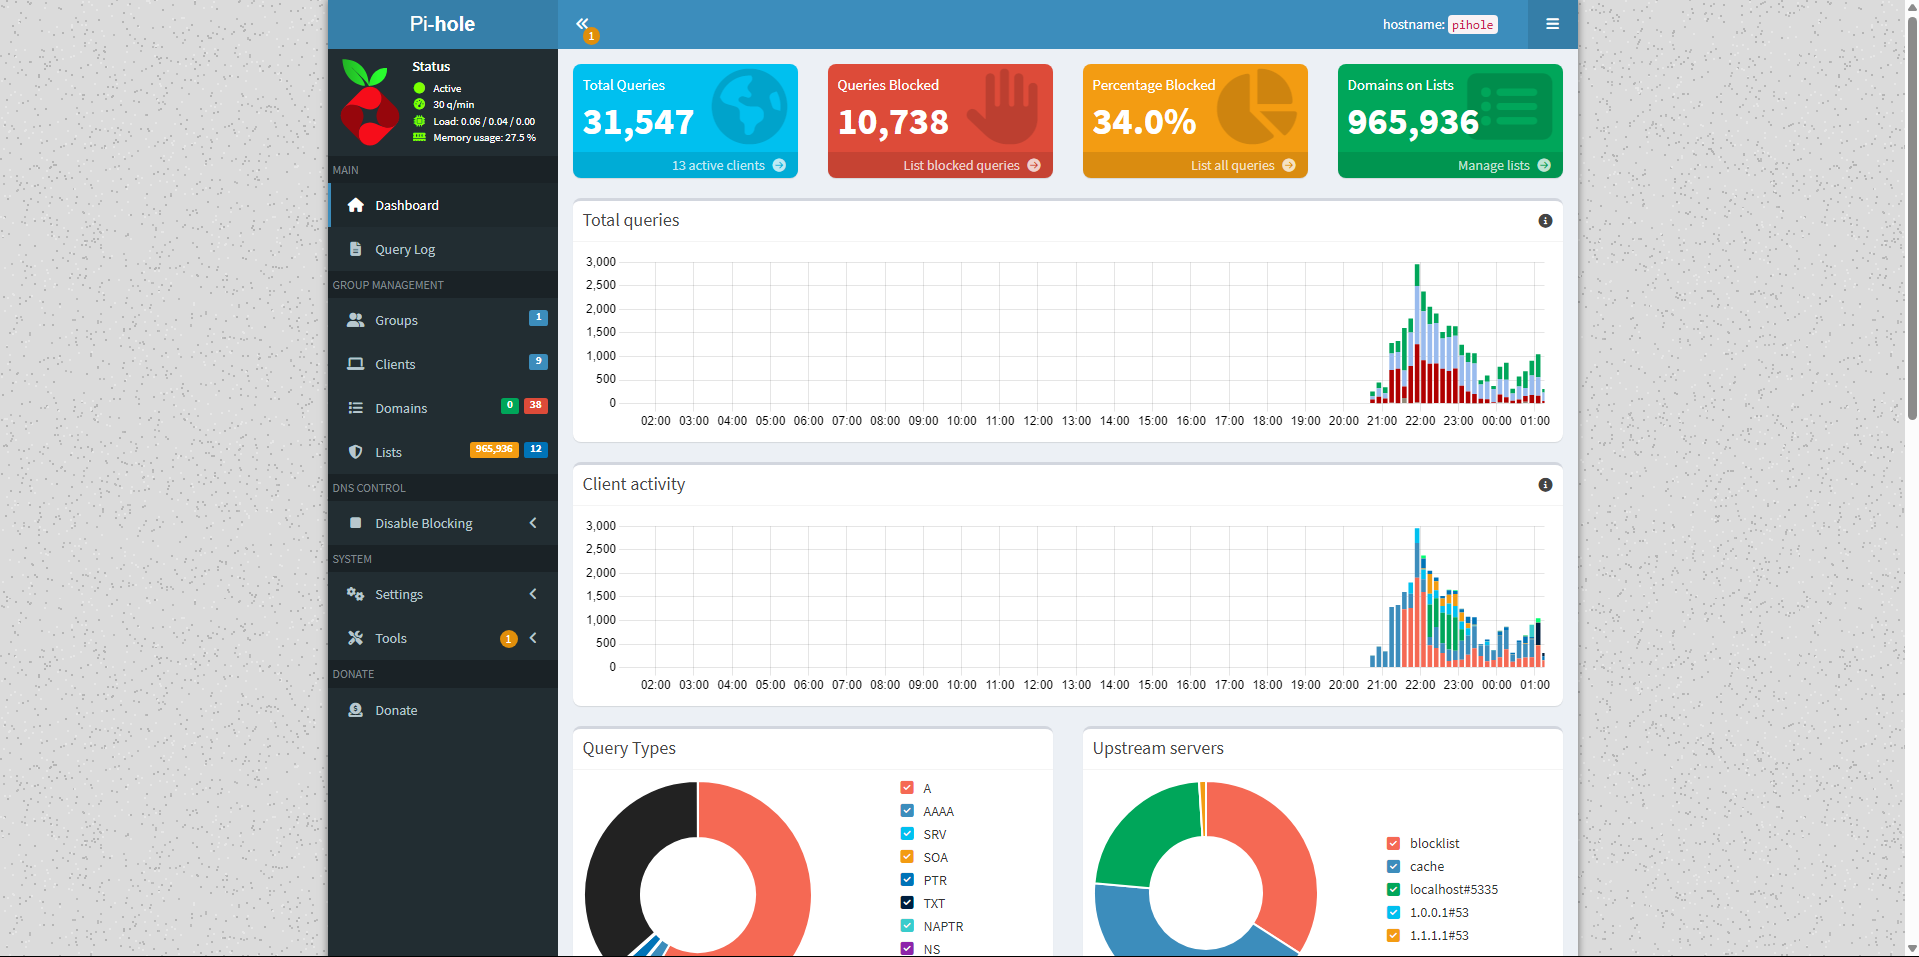 Pi-hole
1
hostname: pihole
Status
Active
30 q/min
Load: 0.06 / 0.04 / 0.00
Memory usage: 27.5 %
MAIN
Dashboard
Query Log
GROUP MANAGEMENT
Groups 1
Clients 9
Domains 0 38
Lists 965,936 12
DNS CONTROL
Disable Blocking
SYSTEM
Settings
Tools 1
DONATE
Donate
Total Queries
31,547
13 active clients
Queries Blocked
10,738
List blocked queries
Percentage Blocked
34.0%
List all queries
Domains on Lists
965,936
Manage lists
Total queries
3,000
2,500
2,000
1,500
1,000
500
0
02:00 03:00 04:00 05:00 06:00 07:00 08:00 09:00 10:00 11:00 12:00 13:00 14:00 15:00 16:00 17:00 18:00 19:00 20:00 21:00 22:00 23:00 00:00 01:00
Client activity
3,000
2,500
2,000
1,500
1,000
500
0
02:00 03:00 04:00 05:00 06:00 07:00 08:00 09:00 10:00 11:00 12:00 13:00 14:00 15:00 16:00 17:00 18:00 19:00 20:00 21:00 22:00 23:00 00:00 01:00
Query Types
A
AAAA
SRV
SOA
PTR
TXT
NAPTR
NS
Upstream servers
blocklist
cache
localhost#5335
1.0.0.1#53
1.1.1.1#53